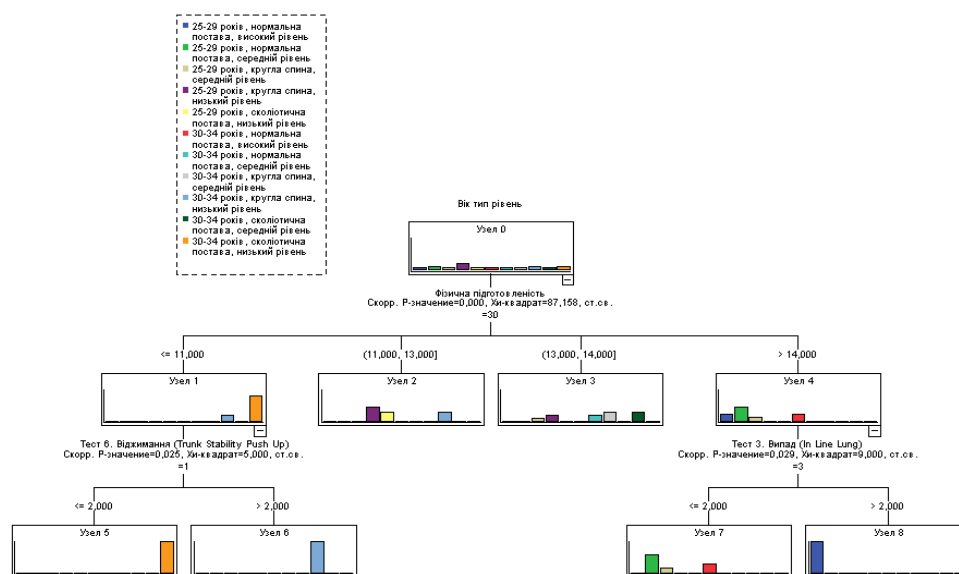 25-29 років, нормальна
постава, високий рівень
25-29 років, нормальна
постава, середній рівень
25-29 років, кругла спина,
середній рівень
25-29 років, кругла спина,
низький рівень
25-29 років, сколіотична
постава, низький рівень
30-34 років, нормальна
постава, високий рівень
30-34 років, нормальна
постава, середній рівень
30-34 років, кругла спина,
середній рівень
30-34 років, кругла спина,
низький рівень
30-34 років, сколіотична
постава, середній рівень
30-34 років, сколіотична
постава, низький рівень
Вік тип рівень
Узел 0
Фізична підготовленість
Скорр. P-значение=0,000, Хи-квадрат=87,158, ст.св.
=30
<= 11,000
(11,000, 13,000]
(13,000, 14,000]
> 14,000
Узел 1
Узел 2
Узел 3
Узел 4
Тест 6. Віджимання (Trunk Stability Push Up)
Скорр. P-значение=0,025, Хи-квадрат=5,000, ст.св.
=1
Тест 3. Випад (In Line Lung)
Скорр. P-значение=0,029, Хи-квадрат=9,000, ст.св.
=3
<= 2,000
> 2,000
<= 2,000
> 2,000
Узел 5
Узел 6
Узел 7
Узел 8